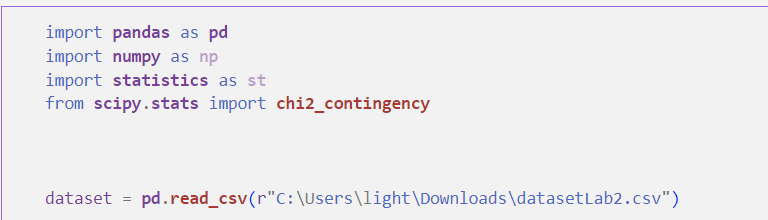 import pandas as pd
import numpy as np
import statistics as st
from scipy.stats import chi2_contingency
dataset = pd.read_csv(r"C:\Users\light\Downloads\datasetLab2.csv")